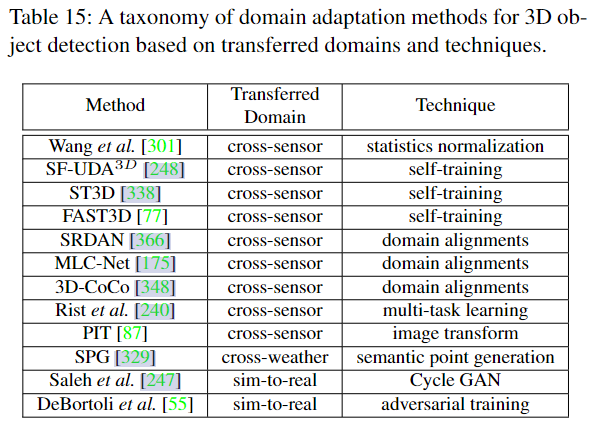 Table 15: A taxonomy of domain adaptation methods for 3D ob-
ject detection based on transferred domains and techniques.
Method Transferred Domain Technique
Wang et al. [301] cross-sensor statistics normalization
SF-UDA3D [248] cross-sensor self-training
ST3D [338] cross-sensor self-training
FAST3D [77] cross-sensor self-training
SRDAN [366] cross-sensor domain alignments
MLC-Net [175] cross-sensor domain alignments
3D-CoCo [348] cross-sensor domain alignments
Rist et al. [240] cross-sensor multi-task learning
PIT [87] cross-sensor image transform
SPG [329] cross-weather semantic point generation
Saleh et al. [247] sim-to-real Cycle GAN
DeBortoli et al. [55] sim-to-real adversarial training